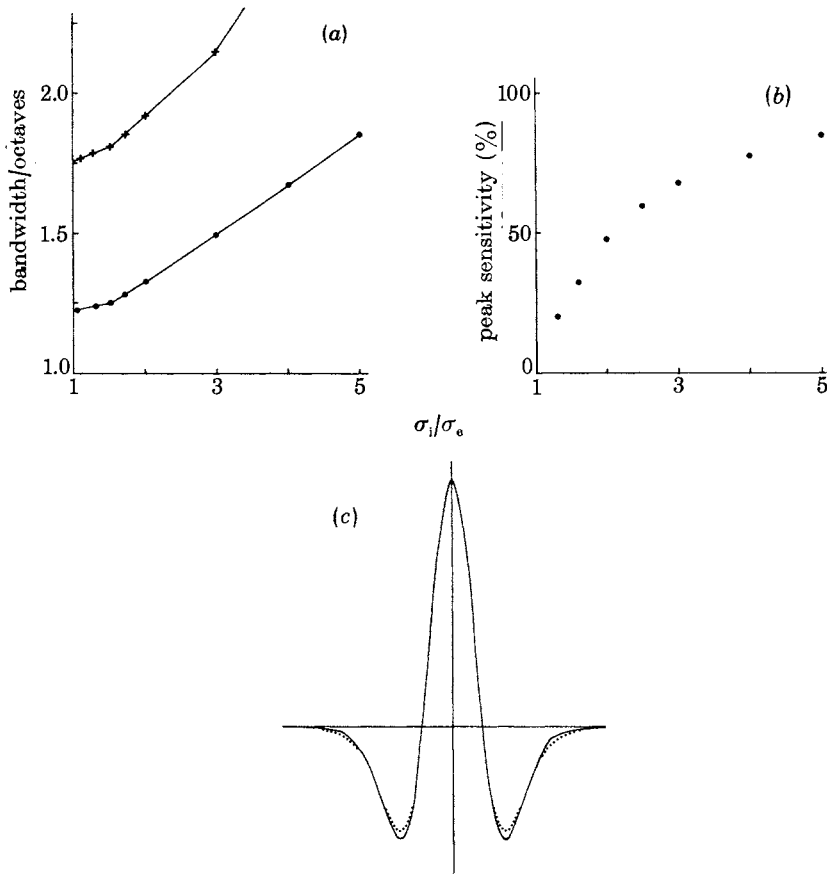 (a)
bandwidth/octaves
2.0
1.5
1.0
1
3
5
(b)
peak sensitivity (%)
100
50
0
1
3
5
σi/σe
(c)